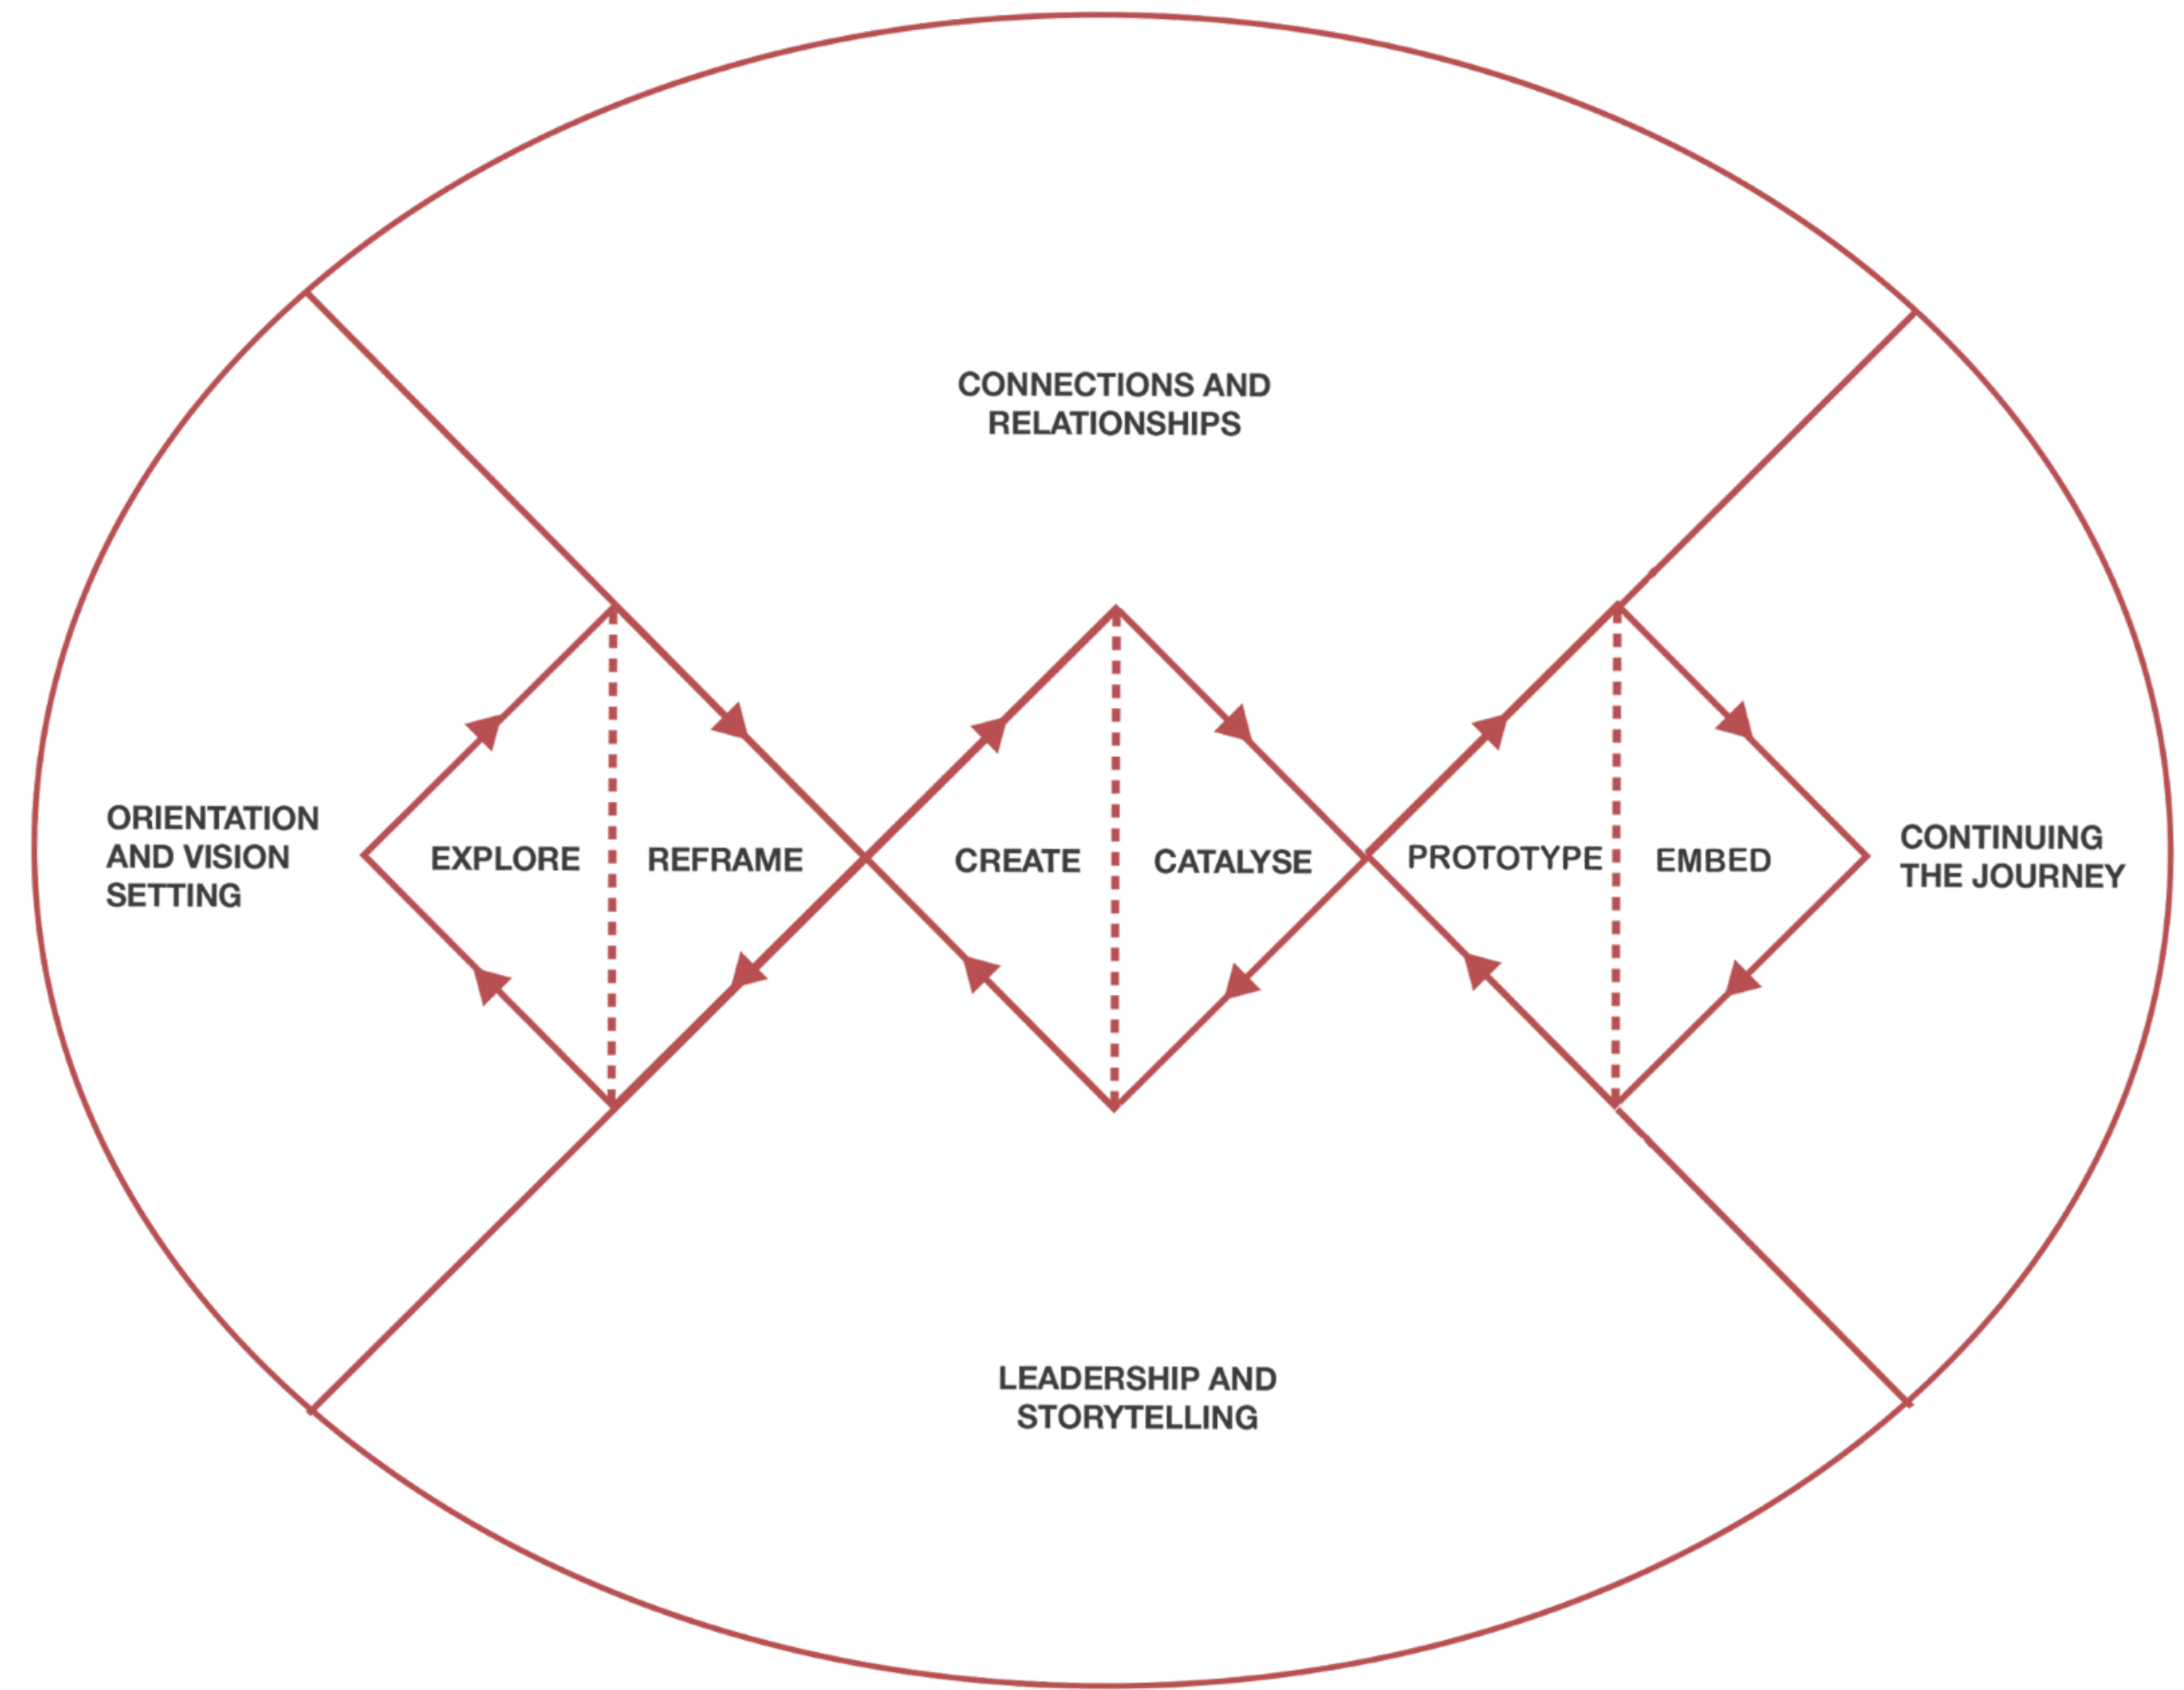 CONNECTIONS AND
RELATIONSHIPS
ORIENTATION
AND VISION
SETTING
EXPLORE
REFRAME
CREATE
CATALYSE
PROTOTYPE
EMBED
CONTINUING
THE JOURNEY
LEADERSHIP AND
STORYTELLING